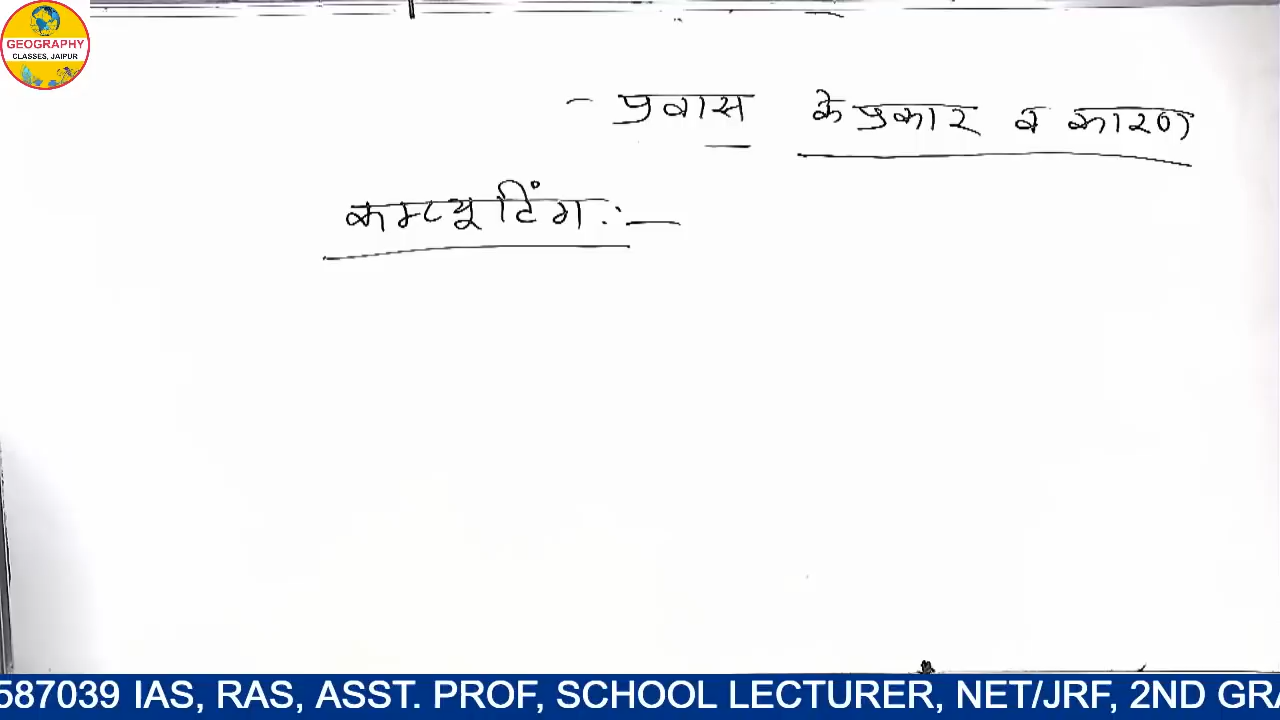 GEOGRAPHY
CLASSES, JAIPUR
- प्रवास के प्रकार व कारण
कम्प्यूटिंग :-
587039 IAS, RAS, ASST. PROF, SCHOOL LECTURER, NET/JRF, 2ND GRA